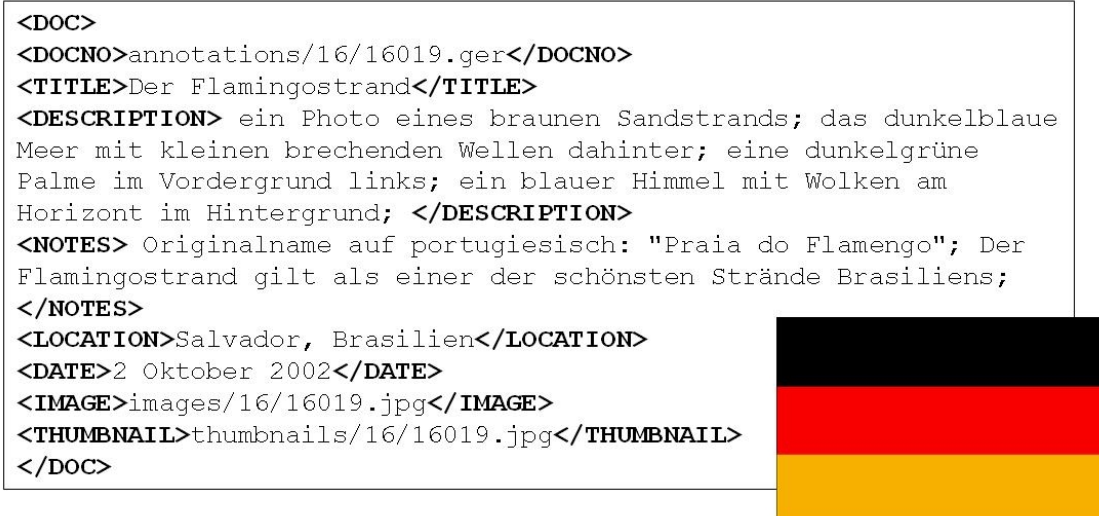 <DOC>
<DOCNO>annotations/16/16019.ger</DOCNO>
<TITLE>Der Flamingostrand</TITLE>
<DESCRIPTION> ein Photo eines braunen Sandstrands; das dunkelblaue
Meer mit kleinen brechenden Wellen dahinter; eine dunkelgrüne
Palme im Vordergrund links; ein blauer Himmel mit Wolken am
Horizont im Hintergrund; </DESCRIPTION>
<NOTES> Originalname auf portugiesisch: "Praia do Flamengo"; Der
Flamingostrand gilt als einer der schönsten Strände Brasiliens;
</NOTES>
<LOCATION>Salvador, Brasilien</LOCATION>
<DATE>2 Oktober 2002</DATE>
<IMAGE>images/16/16019.jpg</IMAGE>
<THUMBNAIL>thumbnails/16/16019.jpg</THUMBNAIL>
</DOC>